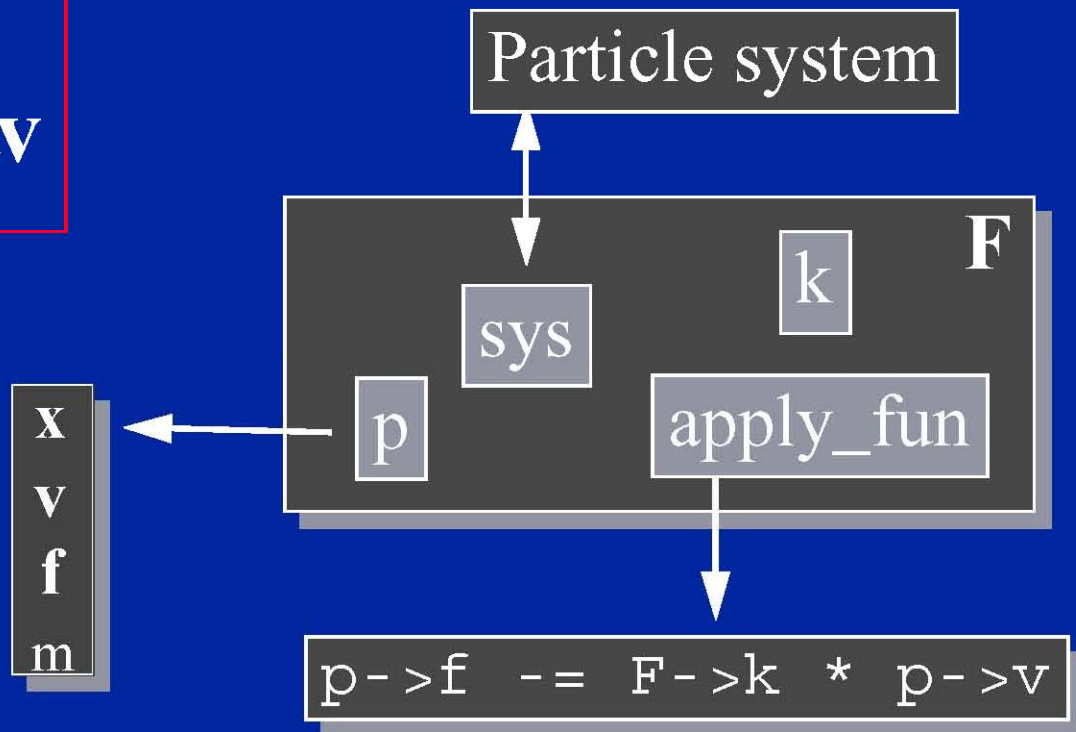 Particle system
v
F
k
sys
p
apply_fun
x
v
f
m
p->f -= F->k * p->v